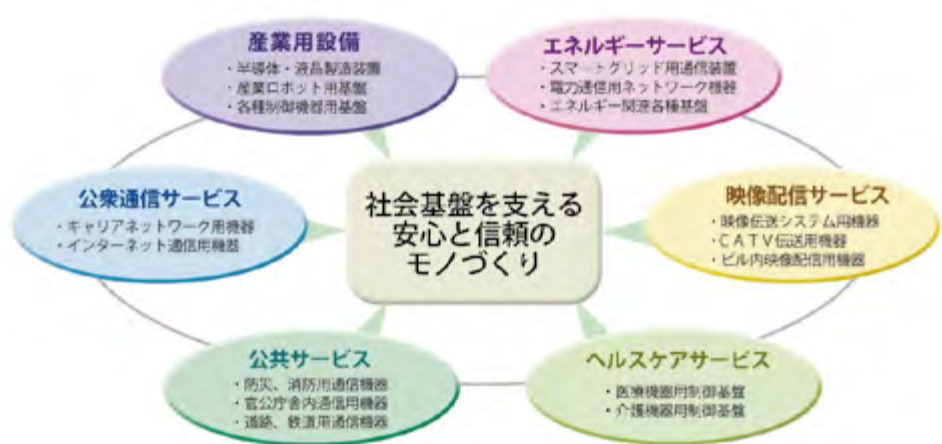 産業用設備
・半導体・液晶製造装置
・産業ロボット用基盤
・各種制御機器用基盤
エネルギーサービス
・スマートグリッド用通信装置
・電力通信用ネットワーク機器
・エネルギー関連各種基盤
公衆通信サービス
・キャリアネットワーク用機器
・インターネット通信用機器
社会基盤を支える
安心と信頼の
モノづくり
映像配信サービス
・映像伝送システム用機器
・CATV伝送用機器
・ビル内映像配信用機器
公共サービス
・防災、消防用通信機器
・官公庁舎内通信用機器
・道路、鉄道用通信機器
ヘルスケアサービス
・医療機器用制御基盤
・介護機器用制御基盤